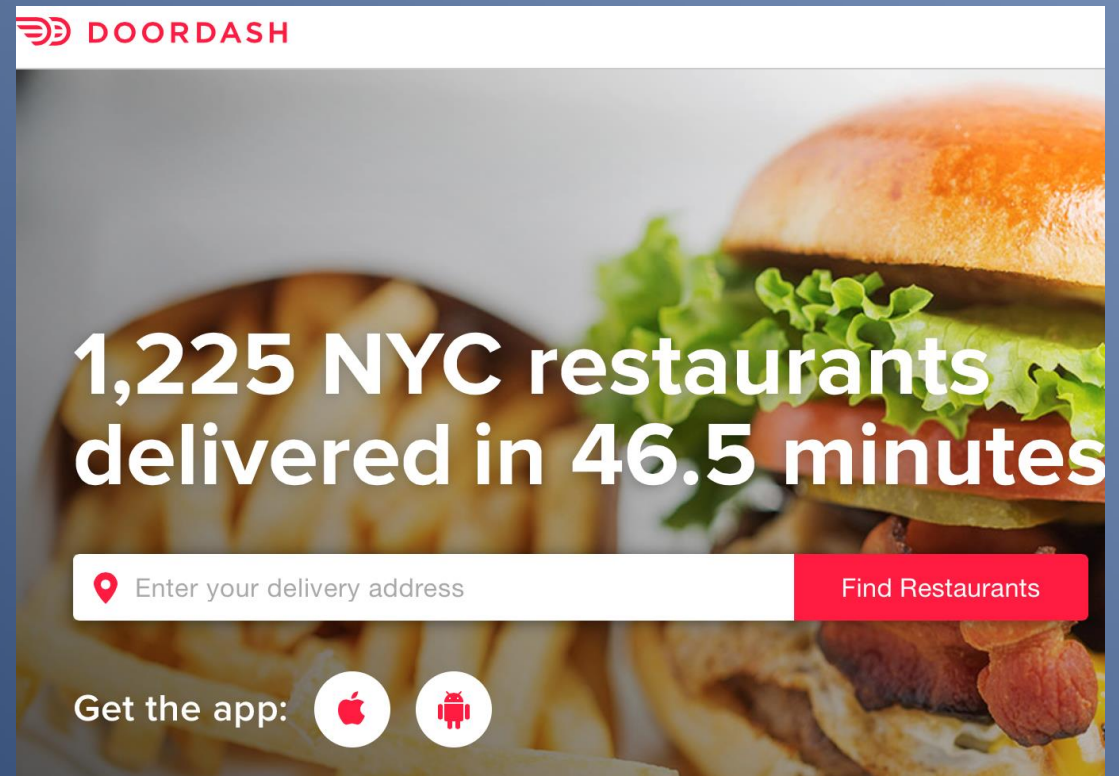 DOORDASH
1,225 NYC restaurants
delivered in 46.5 minutes
Enter your delivery address
Find Restaurants
Get the app: